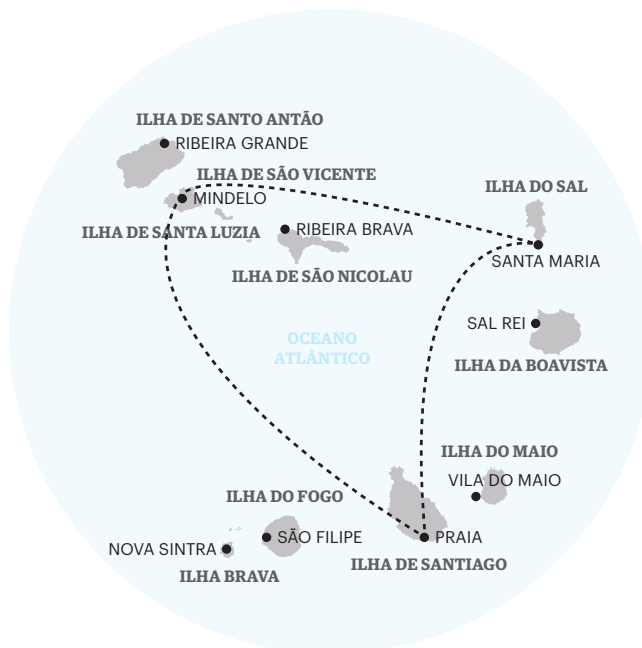 ILHA DE SANTO ANTÃO
RIBEIRA GRANDE
ILHA DE SÃO VICENTE
MINDELO
ILHA DO SAL
ILHA DE SANTA LUZIA
RIBEIRA BRAVA
SANTA MARIA
ILHA DE SÃO NICOLAU
SAL REI
OCEANO
ATLÂNTICO
ILHA DA BOAVISTA
ILHA DO MAIO
VILA DO MAIO
ILHA DO FOGO
SÃO FILIPE
PRAIA
NOVA SINTRA
ILHA DE SANTIAGO
ILHA BRAVA